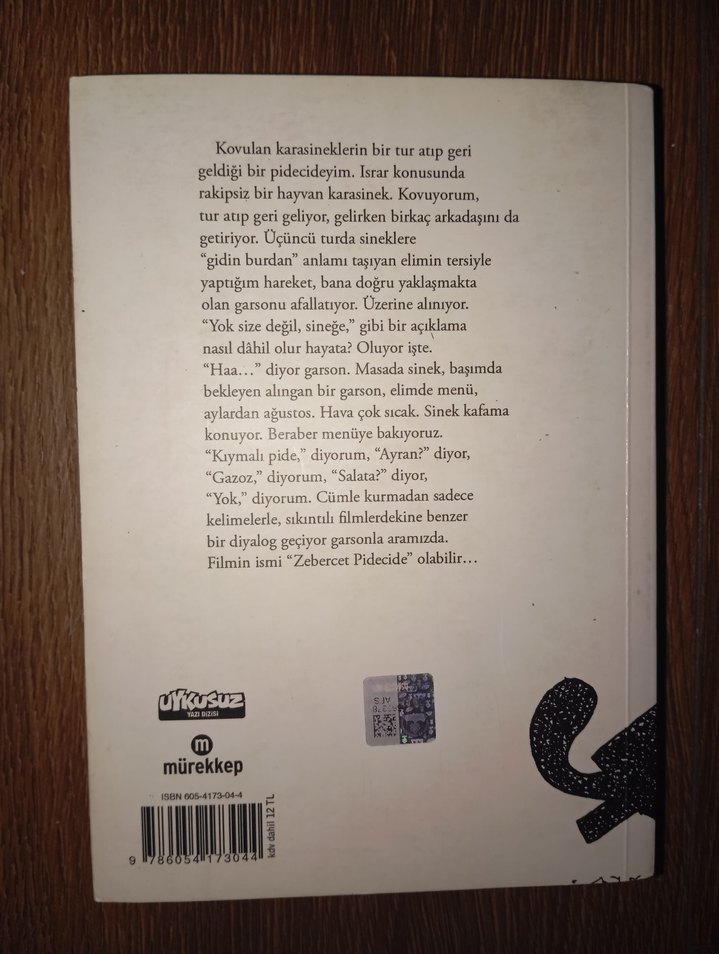 Kovulan karasineklerin bir tur atıp geri
geldiği bir pidecideyim. Israr konusunda
rakipsiz bir hayvan karasinek. Kovuyorum,
tur atıp geri geliyor, gelirken birkaç arkadaşını da
getiriyor. Üçüncü turda sineklere
“gidin burdan” anlamı taşıyan elimin tersiyle
yaptığım hareket, bana doğru yaklaşmakta
olan garsonu afallatıyor. Üzerine alınıyor.
“Yok size değil, sineğe,” gibi bir açıklama
nasıl dâhil olur hayata? Oluyor işte.
“Haa…” diyor garson. Masada sinek, başımda
bekleyen alıngan bir garson, elimde menü,
aylardan ağustos. Hava çok sıcak. Sinek kafama
konuyor. Beraber menüye bakıyoruz.
“Kıymalı pide,” diyorum, “Ayran?” diyor,
“Gazoz,” diyorum, “Salata?” diyor,
“Yok,” diyorum. Cümle kurmadan sadece
kelimelerle, sıkıntılı filmlerdekine benzer
bir diyalog geçiyor garsonla aramızda.
Filmin ismi “Zebercet Pidecide” olabilir…
UYKUSUZ
YAZI DİZİSİ
m
mürekkep
ISBN 605-4173-04-4
9 786054 173044
kdv dahil 12 TL